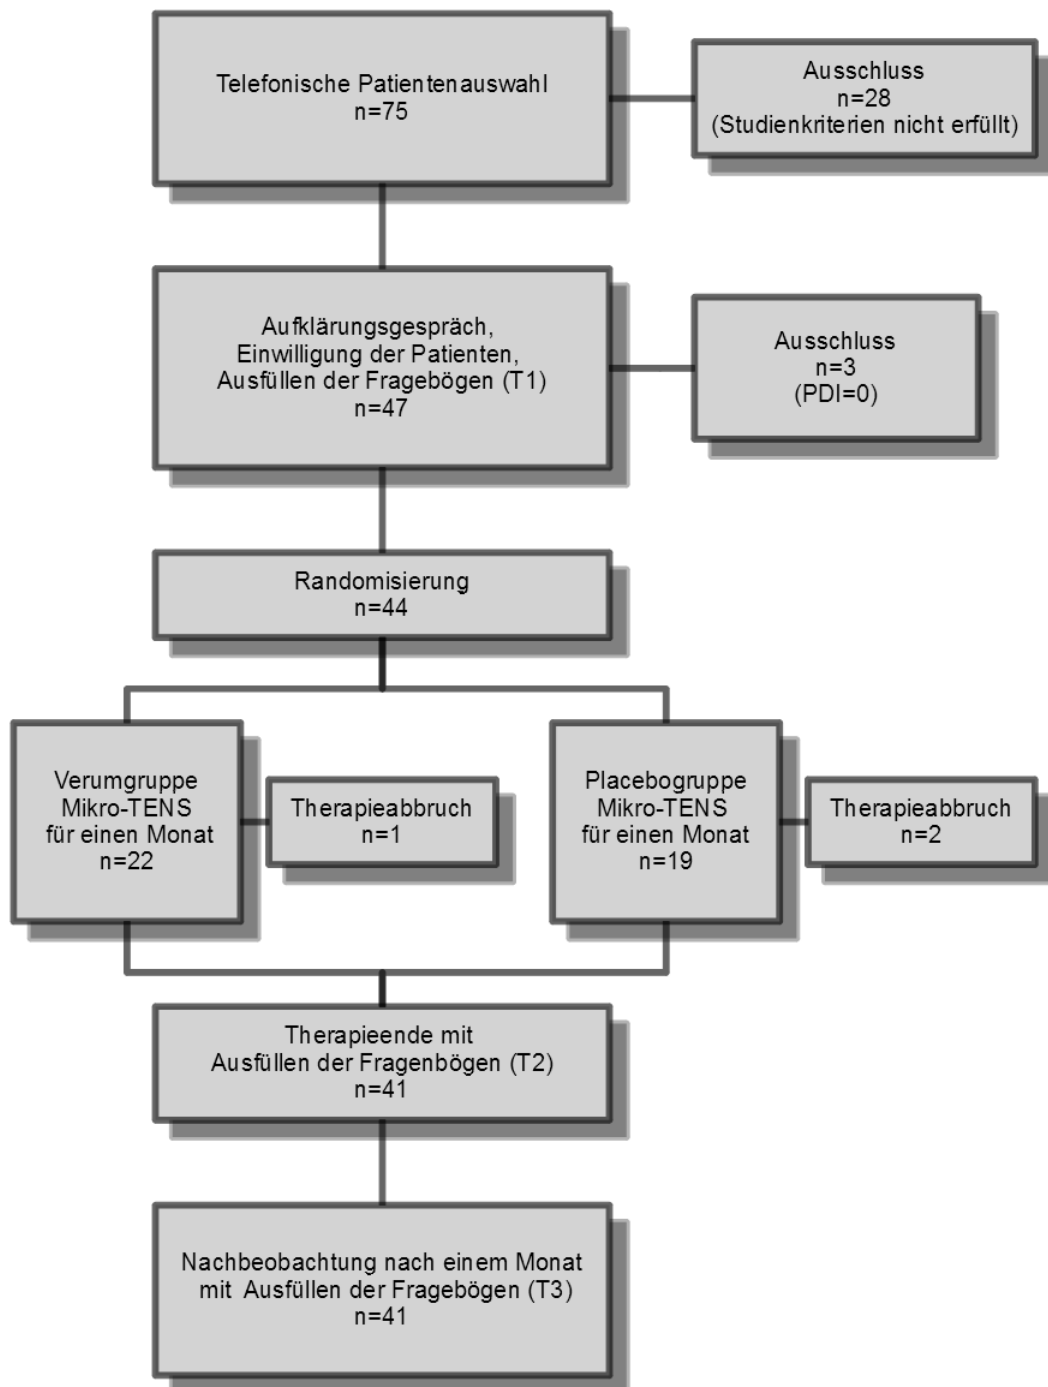 Telefonische Patientenauswahl
n=75
Ausschluss
n=28
(Studienkriterien nicht erfüllt)
Aufklärungsgespräch,
Einwilligung der Patienten,
Ausfüllen der Fragebögen (T1)
n=47
Ausschluss
n=3
(PDI=0)
Randomisierung
n=44
Verumgruppe
Mikro-TENS
für einen Monat
n=22
Therapieabbruch
n=1
Placebogruppe
Mikro-TENS
für einen Monat
n=19
Therapieabbruch
n=2
Therapieende mit
Ausfüllen der Fragenbögen (T2)
n=41
Nachbeobachtung nach einem Monat
mit Ausfüllen der Fragebögen (T3)
n=41